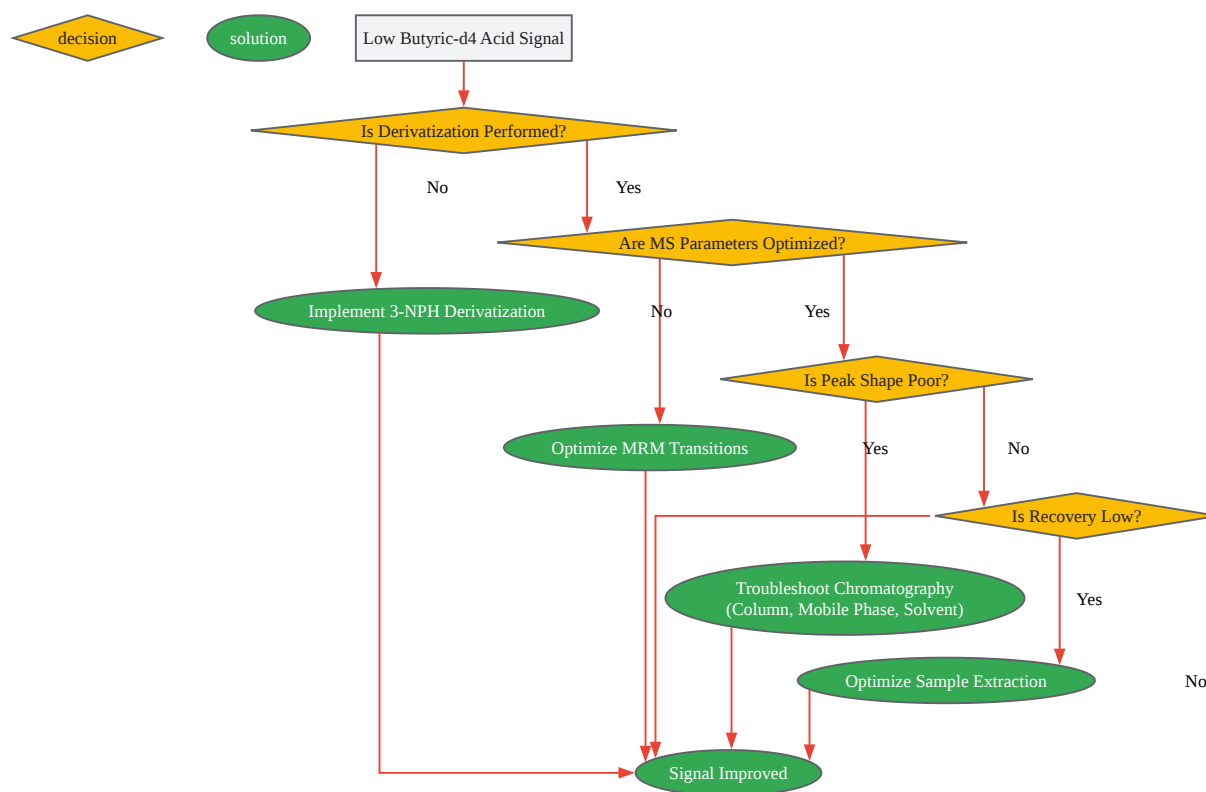 decision
solution
Low Butyric-d4 Acid Signal
Is Derivatization Performed?
No
Yes
Are MS Parameters Optimized?
Implement 3-NPH Derivatization
No
Yes
Is Peak Shape Poor?
Optimize MRM Transitions
Yes
No
Is Recovery Low?
Troubleshoot Chromatography
(Column, Mobile Phase, Solvent)
Yes
Optimize Sample Extraction
No
Signal Improved